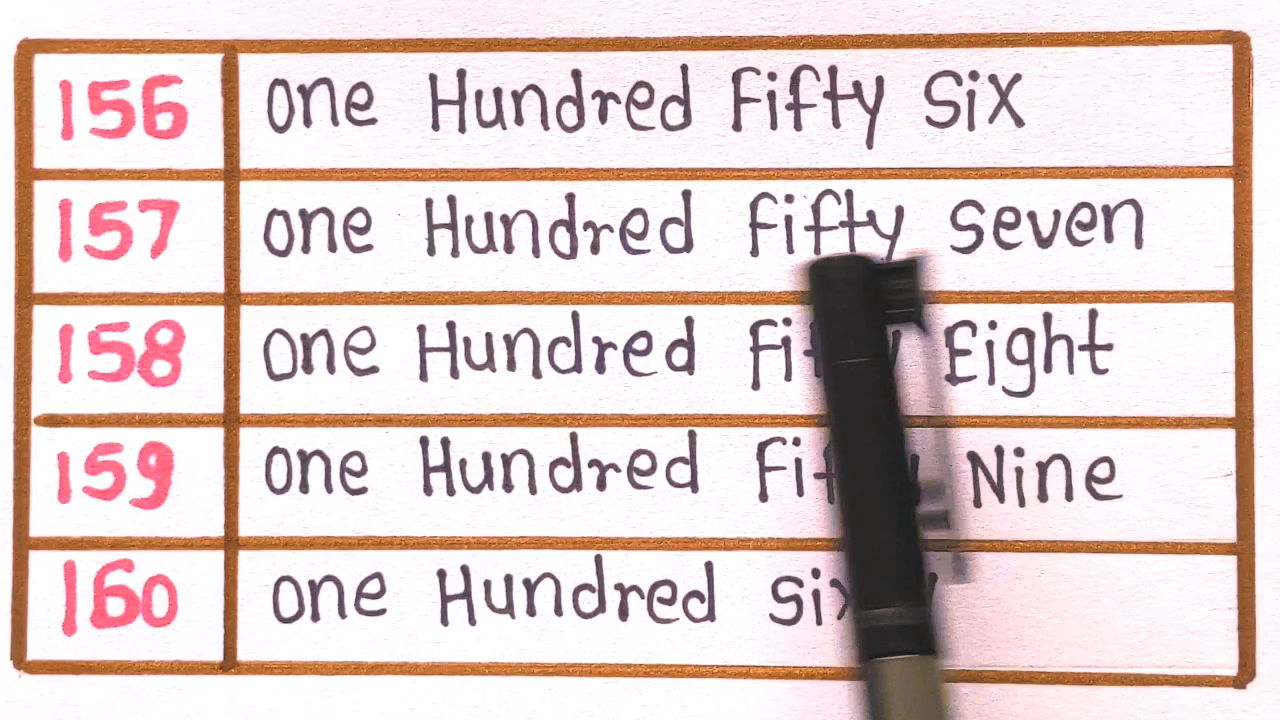 156 one Hundred Fifty Six
157 one Hundred Fifty Seven
158 one Hundred Eight
159 one Hundred Nine
160 one Hundred